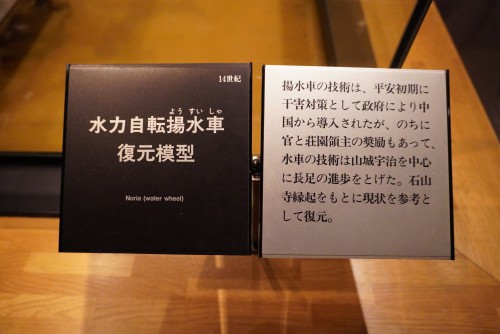 14世紀
よう すい しゃ
水力自転揚水車
復元模型
Noria (water wheel)
揚水車の技術は、平安初期に
干害対策として政府により中
国から導入されたが、のちに
官と荘園領主の奨励もあって、
水車の技術は山城宇治を中心
に長足の進歩をとげた。石山
寺縁起をもとに現状を参考と
して復元。